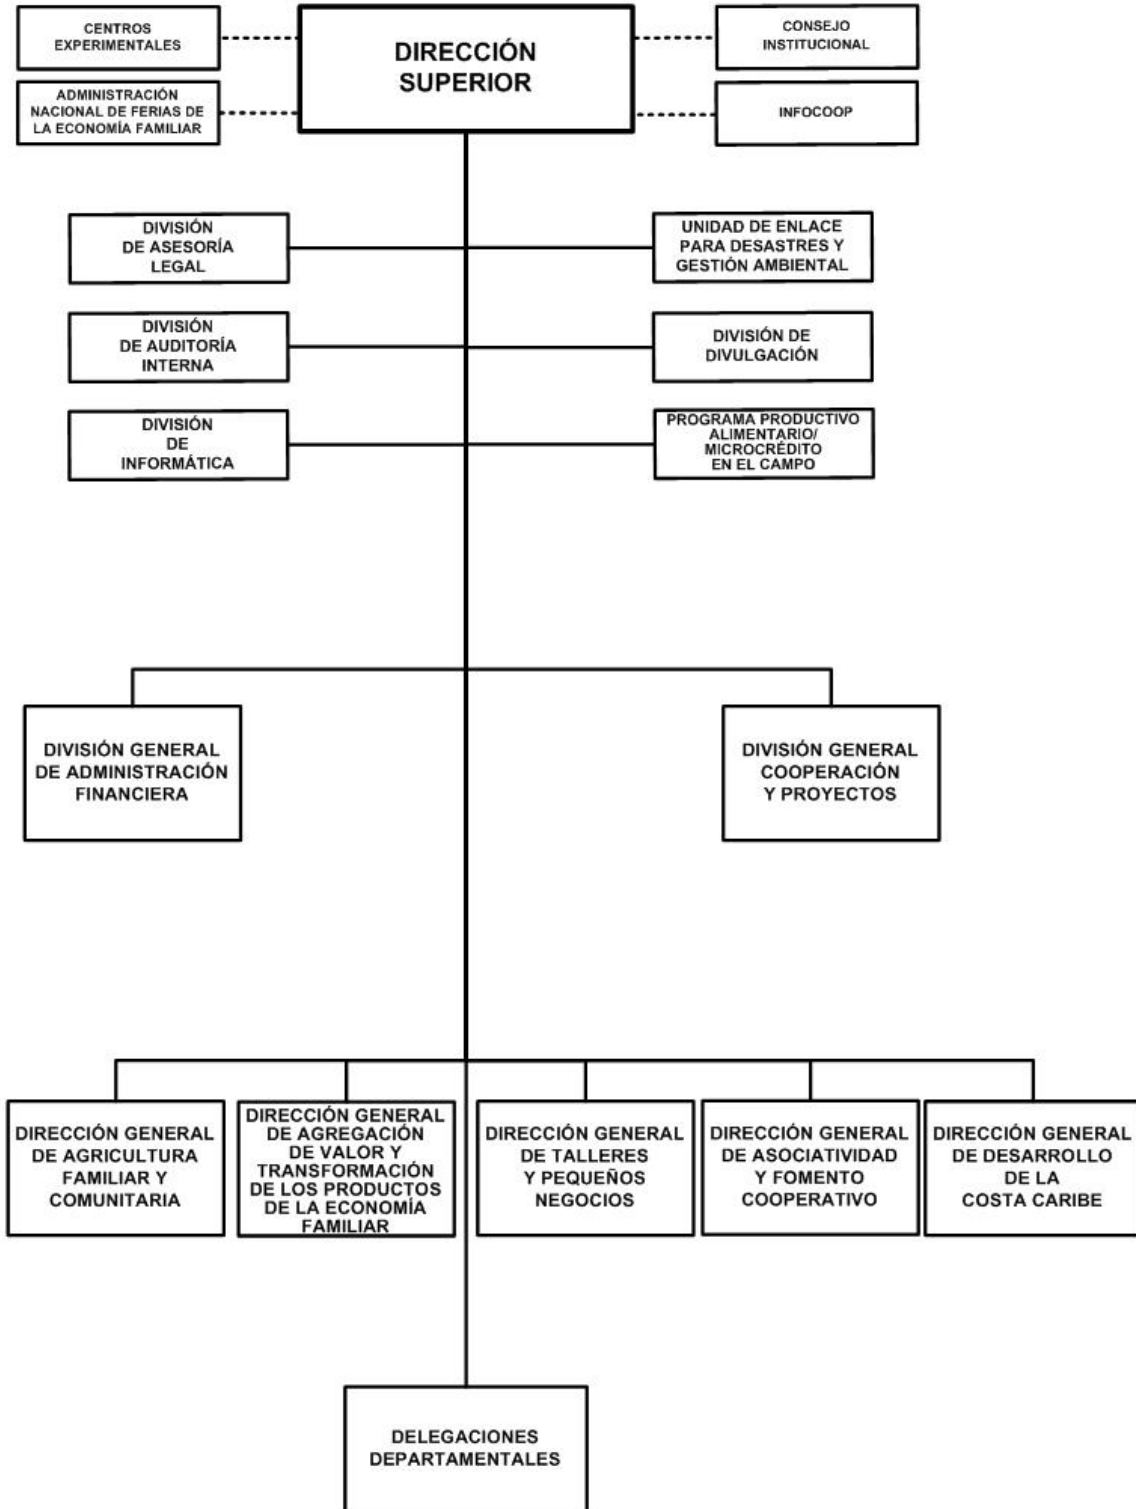 CENTROS
EXPERIMENTALES
DIRECCIÓN
SUPERIOR
CONSEJO
INSTITUCIONAL
ADMINISTRACIÓN
NACIONAL DE FERIAS DE
LA ECONOMÍA FAMILIAR
INFOCOOP
DIVISIÓN
DE ASESORÍA
LEGAL
UNIDAD DE ENLACE
PARA DESASTRES Y
GESTIÓN AMBIENTAL
DIVISIÓN
DE AUDITORÍA
INTERNA
DIVISIÓN DE
DIVULGACIÓN
DIVISIÓN
DE
INFORMÁTICA
PROGRAMA PRODUCTIVO
ALIMENTARIO/
MICROCRÉDITO
EN EL CAMPO
DIVISIÓN GENERAL
DE ADMINISTRACIÓN
FINANCIERA
DIVISIÓN GENERAL
COOPERACIÓN
Y PROYECTOS
DIRECCIÓN GENERAL
DE AGRICULTURA
FAMILIAR Y
COMUNITARIA
DIRECCIÓN GENERAL
DE AGREGACIÓN
DE VALOR Y
TRANSFORMACIÓN
DE LOS PRODUCTOS
DE LA ECONOMÍA
FAMILIAR
DIRECCIÓN GENERAL
DE TALLERES
Y PEQUEÑOS
NEGOCIOS
DIRECCIÓN GENERAL
DE ASOCIATIVIDAD
Y FOMENTO
COOPERATIVO
DIRECCIÓN GENERAL
DE DESARROLLO
DE LA
COSTA CARIBE
DELEGACIONES
DEPARTAMENTALES